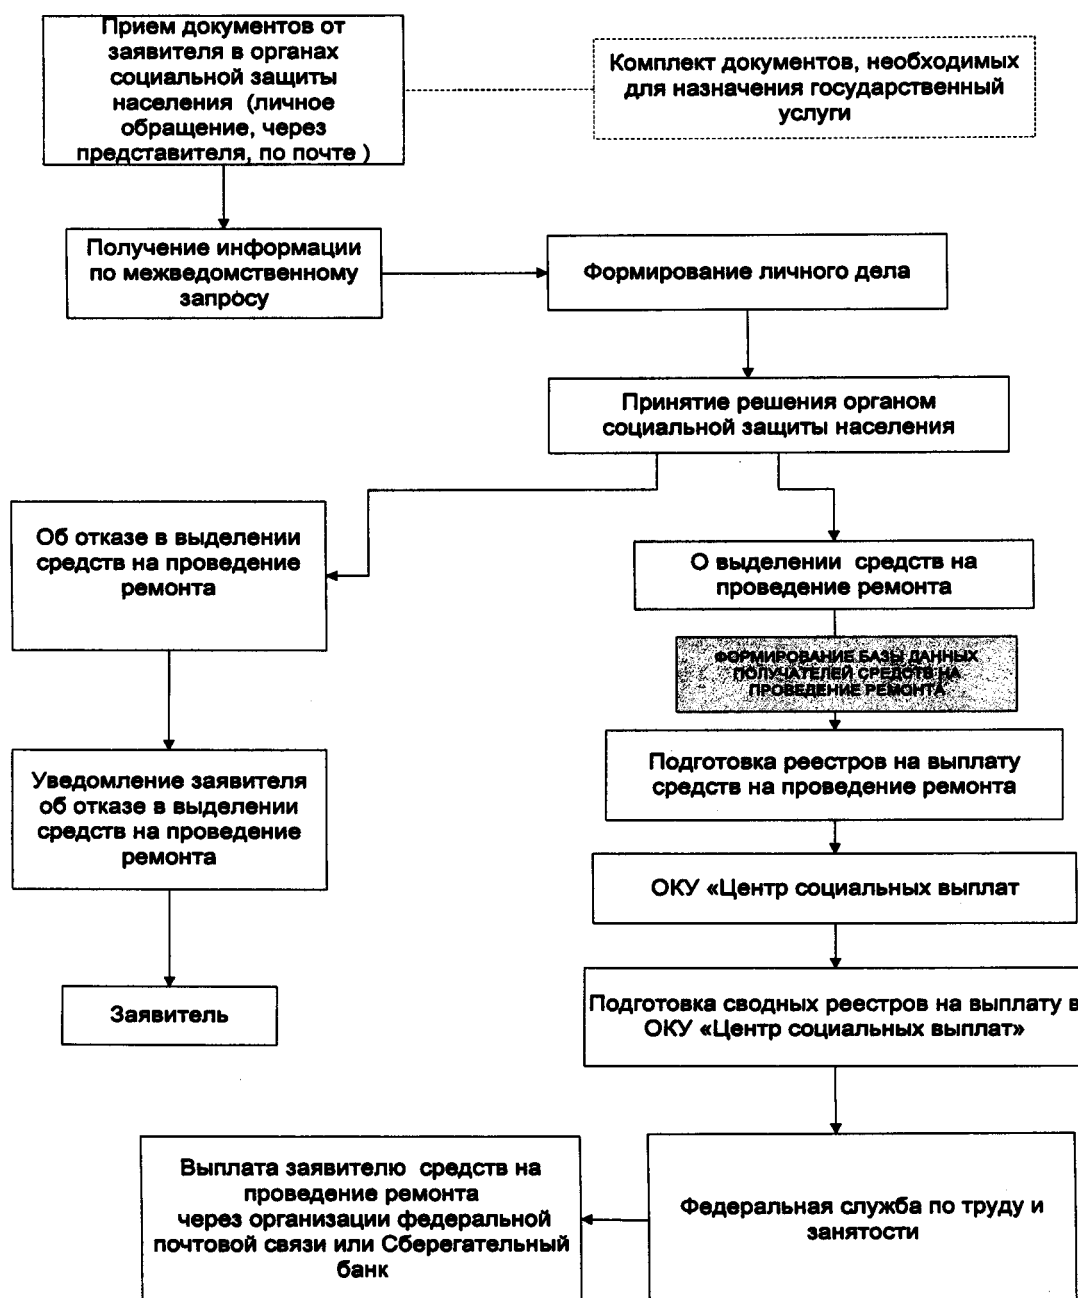 Прием документов от
заявителя в органах
социальной защиты
населения (личное
обращение, через
представителя, по почте )
Комплект документов, необходимых
для назначения государственный
услуги
Получение информации
по межведомственному
запросу
Формирование личного дела
Принятие решения органом
социальной защиты населения
Об отказе в выделении
средств на проведение
ремонта
О выделении средств на
проведение ремонта
ФОРМИРОВАНИЕ БАЗЫ ДАННЫХ
ПОЛУЧАТЕЛЕЙ СРЕДСТВ НА
ПРОВЕДЕНИЕ РЕМОНТА
Уведомление заявителя
об отказе в выделении
средств на проведение
ремонта
Подготовка реестров на выплату
средств на проведение ремонта
ОКУ «Центр социальных выплат
Заявитель
Подготовка сводных реестров на выплату в
ОКУ «Центр социальных выплат»
Выплата заявителю средств на
проведение ремонта
через организации федеральной
почтовой связи или Сберегательный
банк
Федеральная служба по труду и
занятости